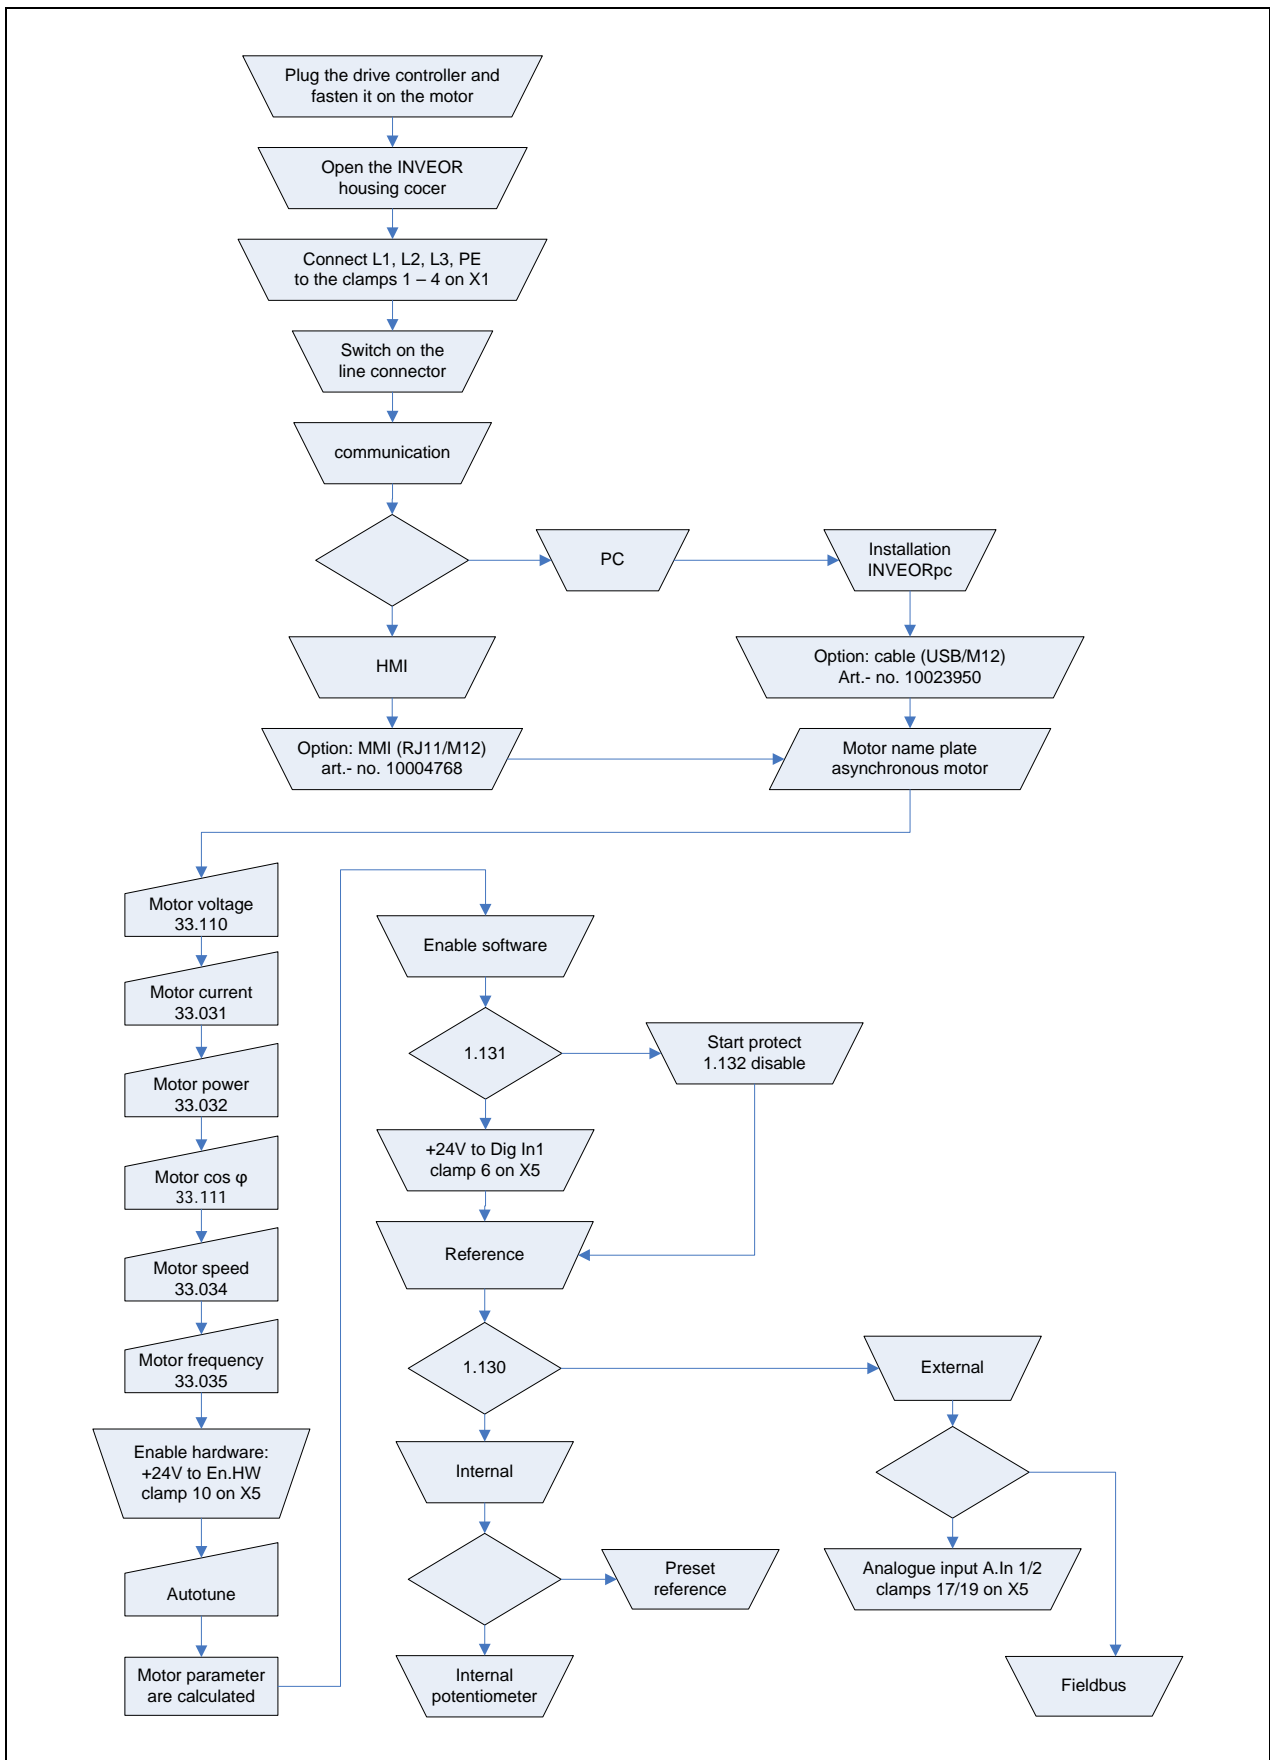 Plug the drive controller and
fasten it on the motor
Open the INVEOR
housing cocer
Connect L1, L2, L3, PE
to the clamps 1 – 4 on X1
Switch on the
line connector
communication
PC
Installation
INVEORpc
HMI
Option: cable (USB/M12)
Art.- no. 10023950
Option: MMI (RJ11/M12)
art.- no. 10004768
Motor name plate
asynchronous motor
Motor voltage
33.110
Motor current
33.031
Motor power
33.032
Motor cos φ
33.111
Motor speed
33.034
Motor frequency
33.035
Enable hardware:
+24V to En.HW
clamp 10 on X5
Autotune
Motor parameter
are calculated
Enable software
1.131
Start protect
1.132 disable
+24V to Dig In1
clamp 6 on X5
Reference
1.130
External
Internal
Preset
reference
Internal
potentiometer
Analogue input A.In 1/2
clamps 17/19 on X5
Fieldbus